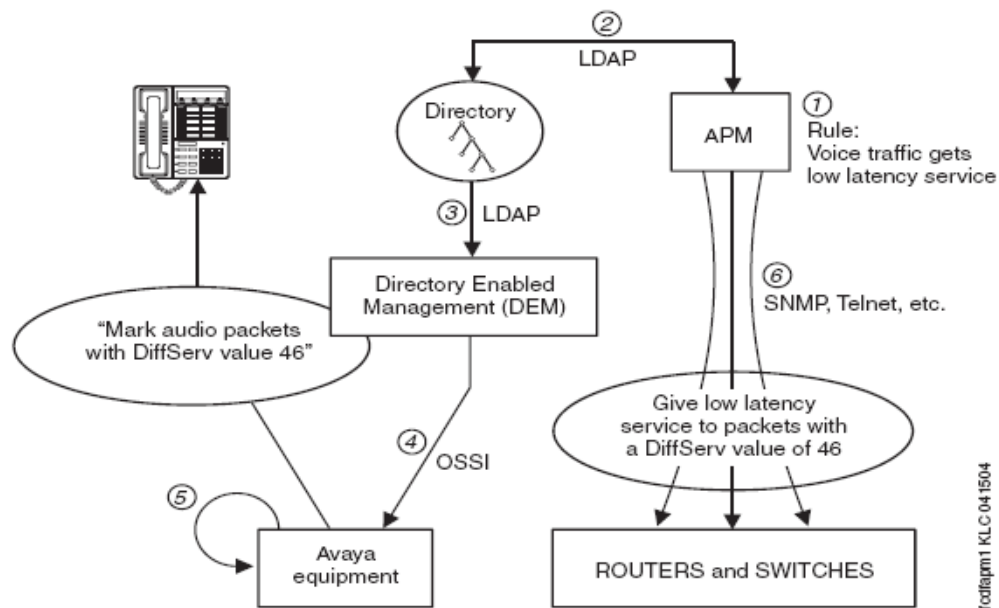 ②
LDAP
Directory
APM
①
Rule:
Voice traffic gets
low latency service
③ LDAP
Directory Enabled
Management (DEM)
⑥
SNMP, Telnet, etc.
“Mark audio packets
with DiffServ value 46”
④
OSSI
Give low latency
service to packets with
a DiffServ value of 46
⑤
Avaya
equipment
ROUTERS and SWITCHES
ycdfapm1 KLC 041504